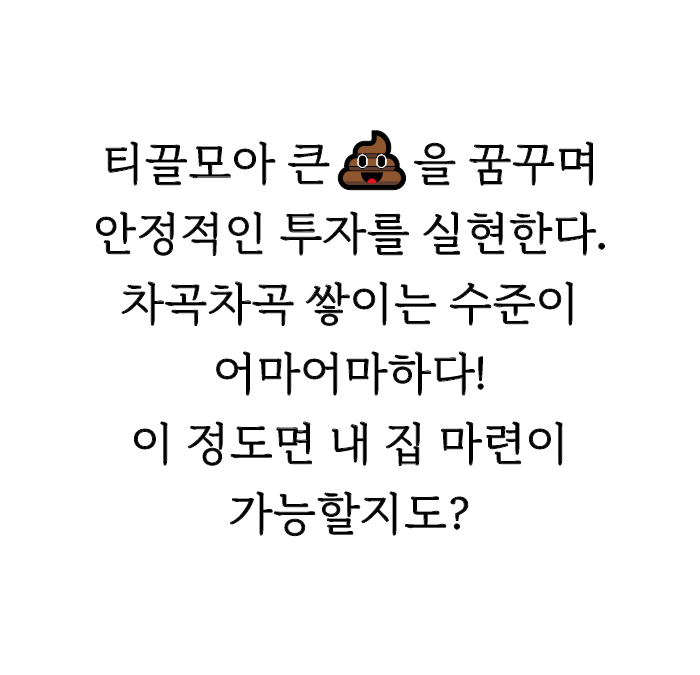 티끌모아 큰💩을 꿈꾸며
안정적인 투자를 실현한다.
차곡차곡 쌓이는 수준이
어마어마하다!
이 정도면 내 집 마련이
가능할지도?